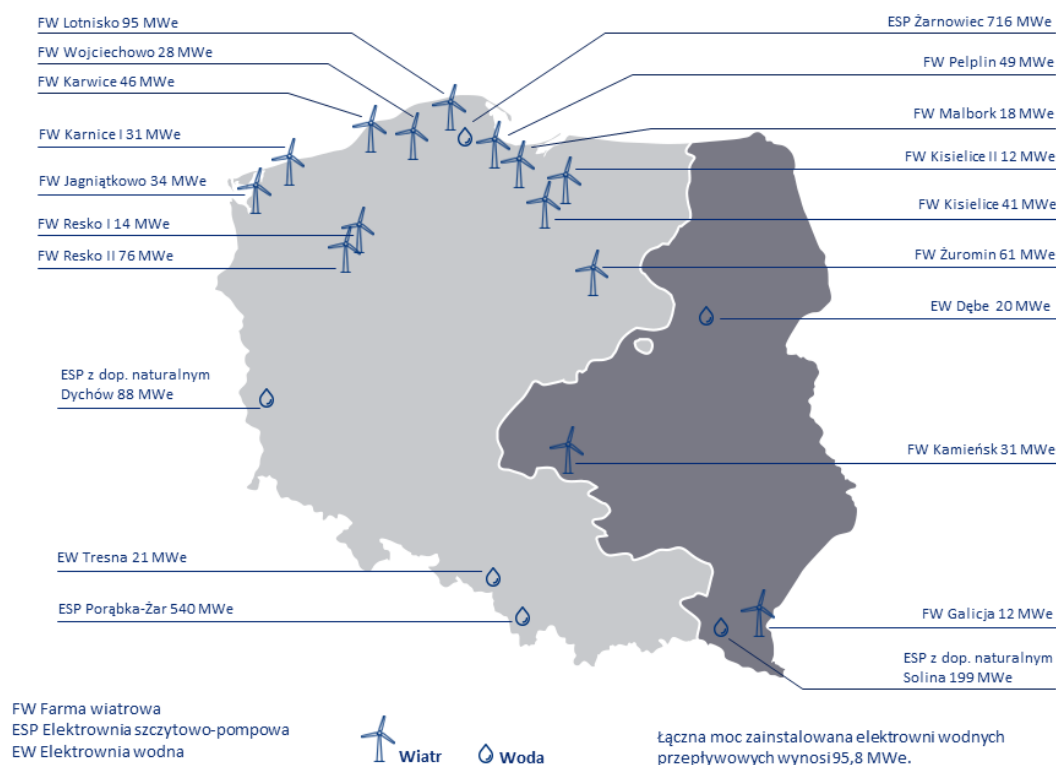 FW Lotnisko 95 MWe
FW Wojciechowo 28 MWe
FW Karwice 46 MWe
FW Karnice I 31 MWe
FW Jagniątkowo 34 MWe
FW Resko I 14 MWe
FW Resko II 76 MWe
ESP z dop. naturalnym
Dychów 88 MWe
EW Tresna 21 MWe
ESP Porąbka-Żar 540 MWe
ESP Żarnowiec 716 MWe
FW Pelplin 49 MWe
FW Malbork 18 MWe
FW Kisielice II 12 MWe
FW Kisielice 41 MWe
FW Żuromin 61 MWe
EW Dębe 20 MWe
FW Kamieńsk 31 MWe
FW Galicja 12 MWe
ESP z dop. naturalnym
Solina 199 MWe
FW Farma wiatrowa
ESP Elektrownia szczytowo-pompowa
EW Elektrownia wodna
Wiatr
Woda
Łączna moc zainstalowana elektrowni wodnych
przepływowych wynosi 95,8 MWe.